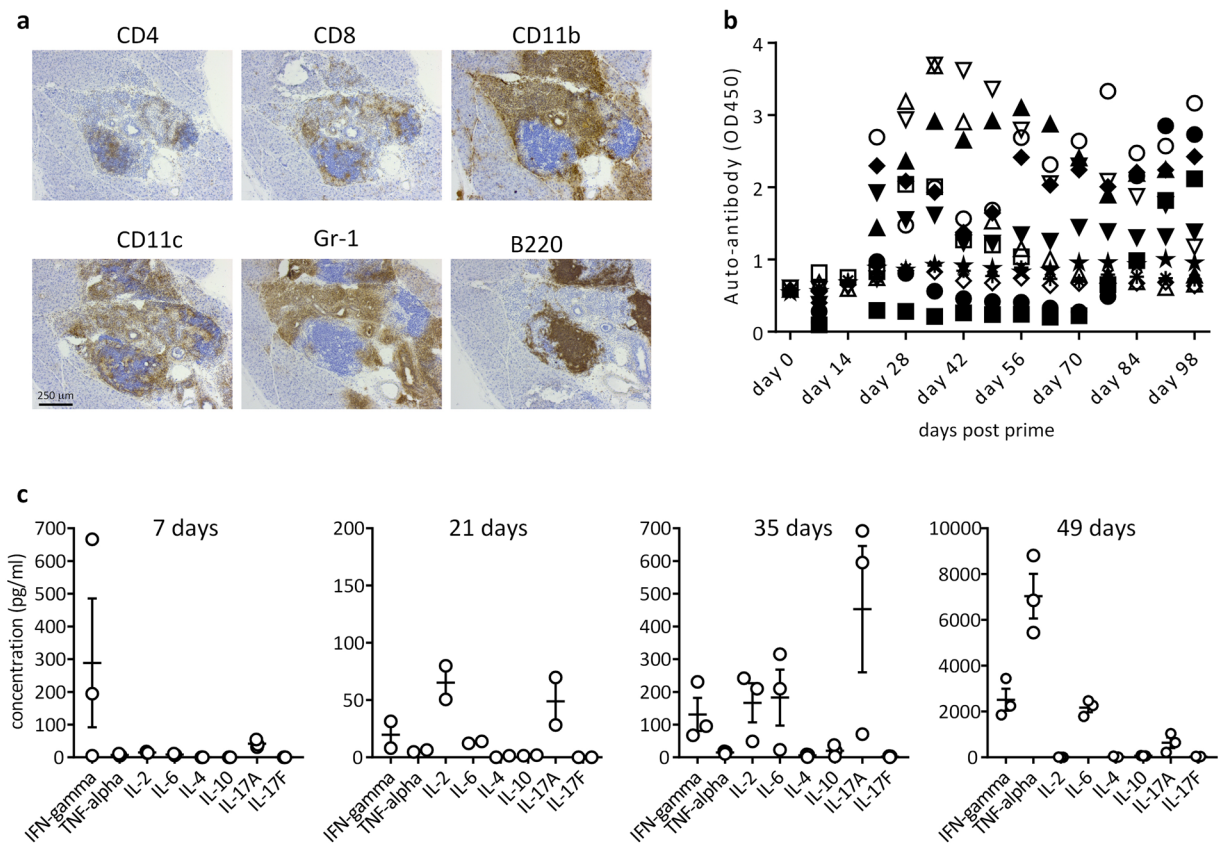 a
CD4
CD8
CD11b
CD11c
Gr-1
B220
250 µm
b
Auto-antibody (OD450)
4
3
2
1
0
day 0
day 14
day 28
day 42
day 56
day 70
day 84
day 98
days post prime
c
concentration (pg/ml)
7 days
700
600
500
400
300
200
100
0
IFN-gamma
TNF-alpha
IL-2
IL-6
IL-4
IL-10
IL-17A
IL-17F
21 days
200
150
100
50
0
IFN-gamma
TNF-alpha
IL-2
IL-6
IL-4
IL-10
IL-17A
IL-17F
35 days
700
600
500
400
300
200
100
0
IFN-gamma
TNF-alpha
IL-2
IL-6
IL-4
IL-10
IL-17A
IL-17F
49 days
10000
8000
6000
4000
2000
0
IFN-gamma
TNF-alpha
IL-2
IL-6
IL-4
IL-10
IL-17A
IL-17F